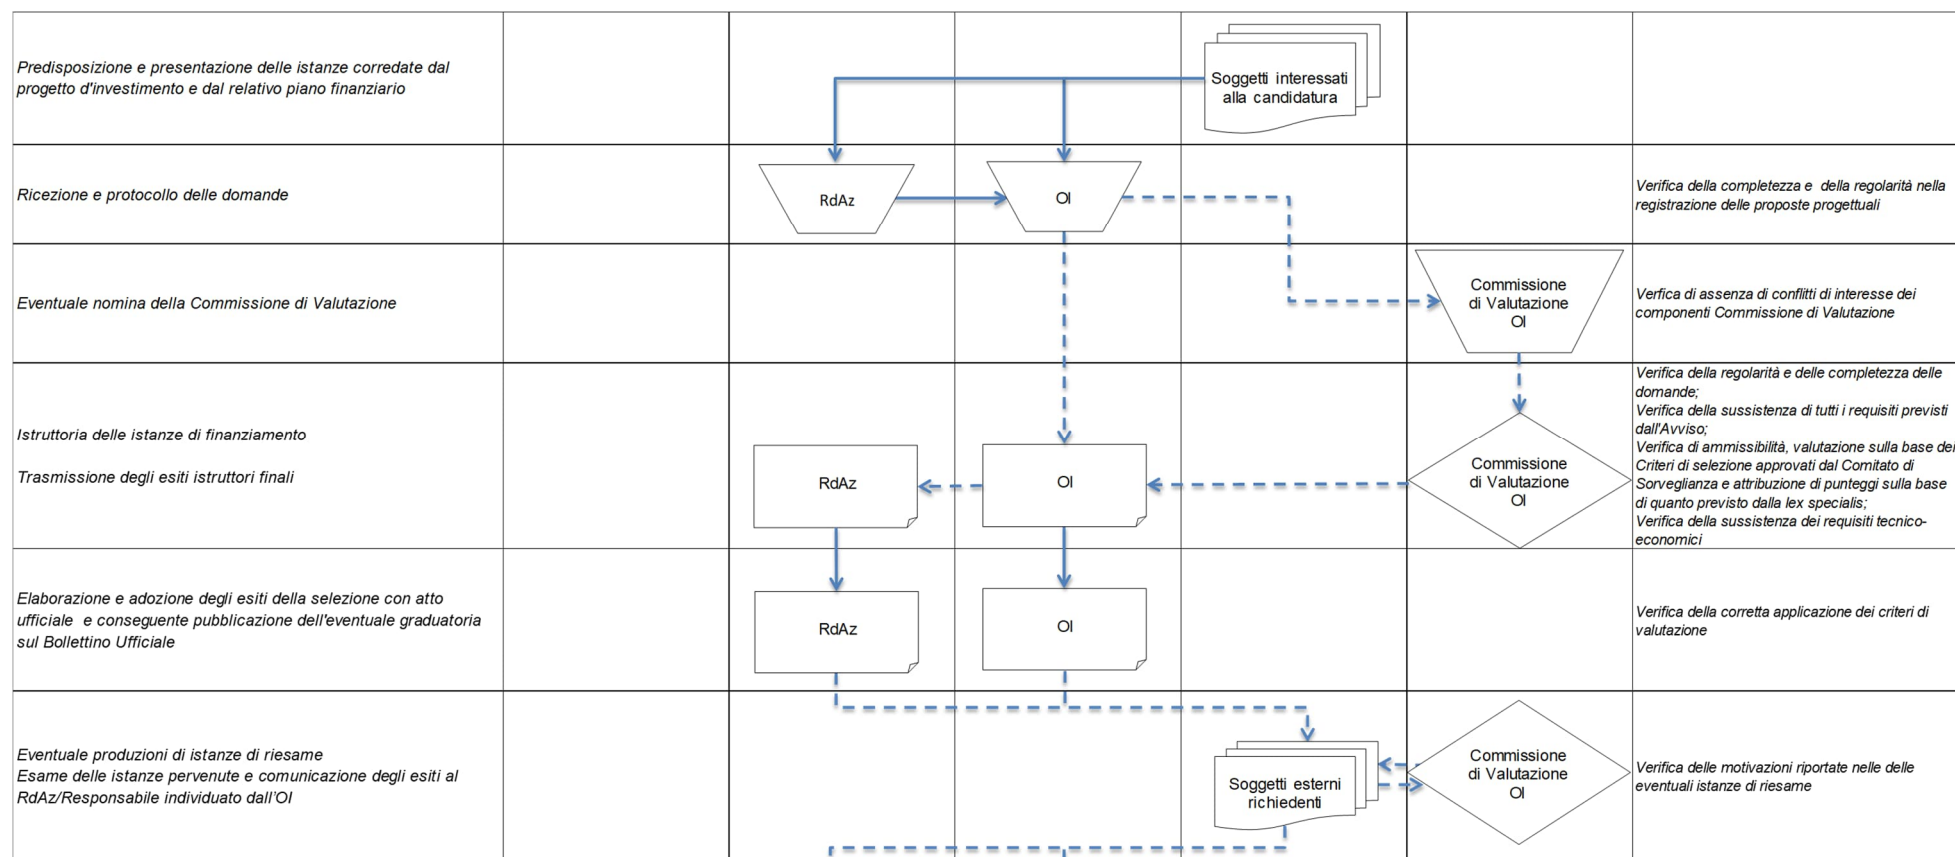 Predisposizione e presentazione delle istanze corredate dal
progetto d'investimento e dal relativo piano finanziario
Soggetti interessati
alla candidatura
Ricezione e protocollo delle domande
RdAz
OI
Verifica della completezza e della regolarità nella
registrazione delle proposte progettuali
Eventuale nomina della Commissione di Valutazione
Commissione
di Valutazione
OI
Verfica di assenza di conflitti di interesse dei
componenti Commissione di Valutazione
Istruttoria delle istanze di finanziamento
Trasmissione degli esiti istruttori finali
RdAz
OI
Commissione
di Valutazione
OI
Verifica della regolarità e delle completezza delle
domande;
Verifica della sussistenza di tutti i requisiti previsti
dall'Avviso;
Verifica di ammissibilità, valutazione sulla base dei
Criteri di selezione approvati dal Comitato di
Sorveglianza e attribuzione di punteggi sulla base
di quanto previsto dalla lex specialis;
Verifica della sussistenza dei requisiti tecnico-
economici
Elaborazione e adozione degli esiti della selezione con atto
ufficiale e conseguente pubblicazione dell'eventuale graduatoria
sul Bollettino Ufficiale
RdAz
OI
Verifica della corretta applicazione dei criteri di
valutazione
Eventuale produzioni di istanze di riesame
Esame delle istanze pervenute e comunicazione degli esiti al
RdAz/Responsabile individuato dall'OI
Soggetti esterni
richiedenti
Commissione
di Valutazione
OI
Verifica delle motivazioni riportate nelle delle
eventuali istanze di riesame